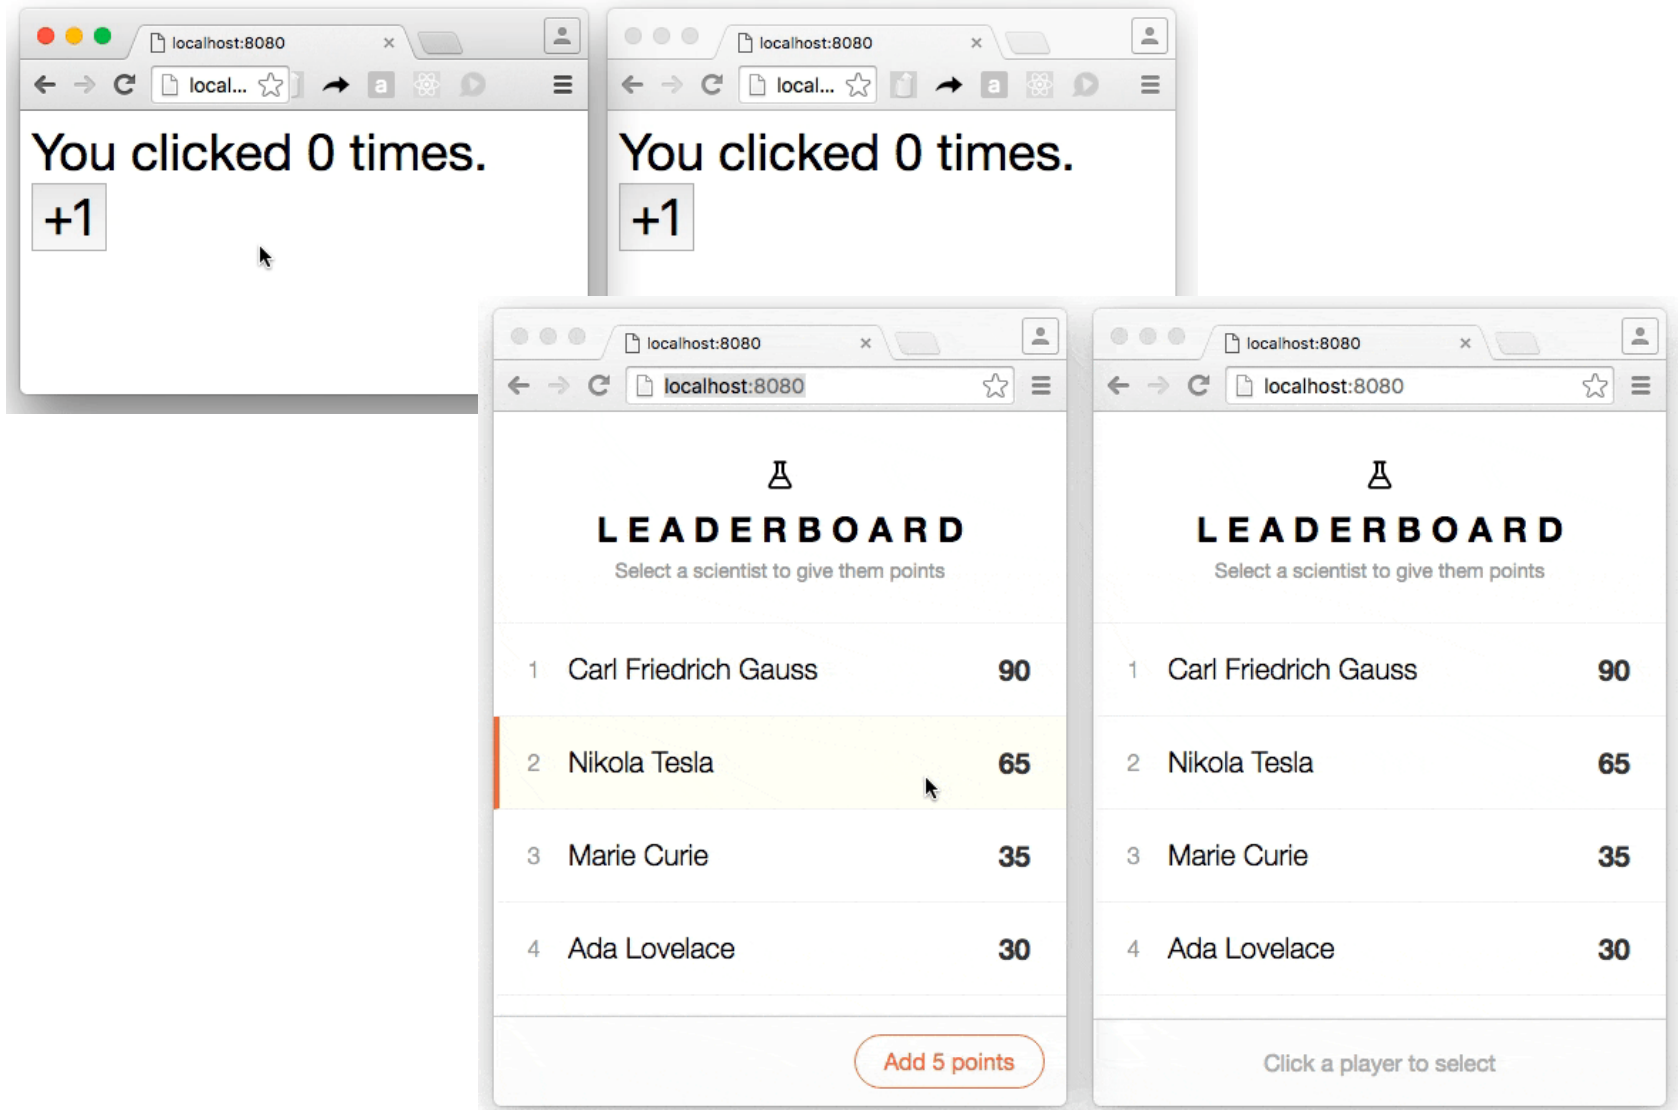 localhost:8080
local...
a
You clicked 0 times.
+1
localhost:8080
local...
a
You clicked 0 times.
+1
localhost:8080
localhost:8080
LEADERBOARD
Select a scientist to give them points
1 Carl Friedrich Gauss 90
2 Nikola Tesla 65
3 Marie Curie 35
4 Ada Lovelace 30
Add 5 points
localhost:8080
localhost:8080
LEADERBOARD
Select a scientist to give them points
1 Carl Friedrich Gauss 90
2 Nikola Tesla 65
3 Marie Curie 35
4 Ada Lovelace 30
Click a player to select